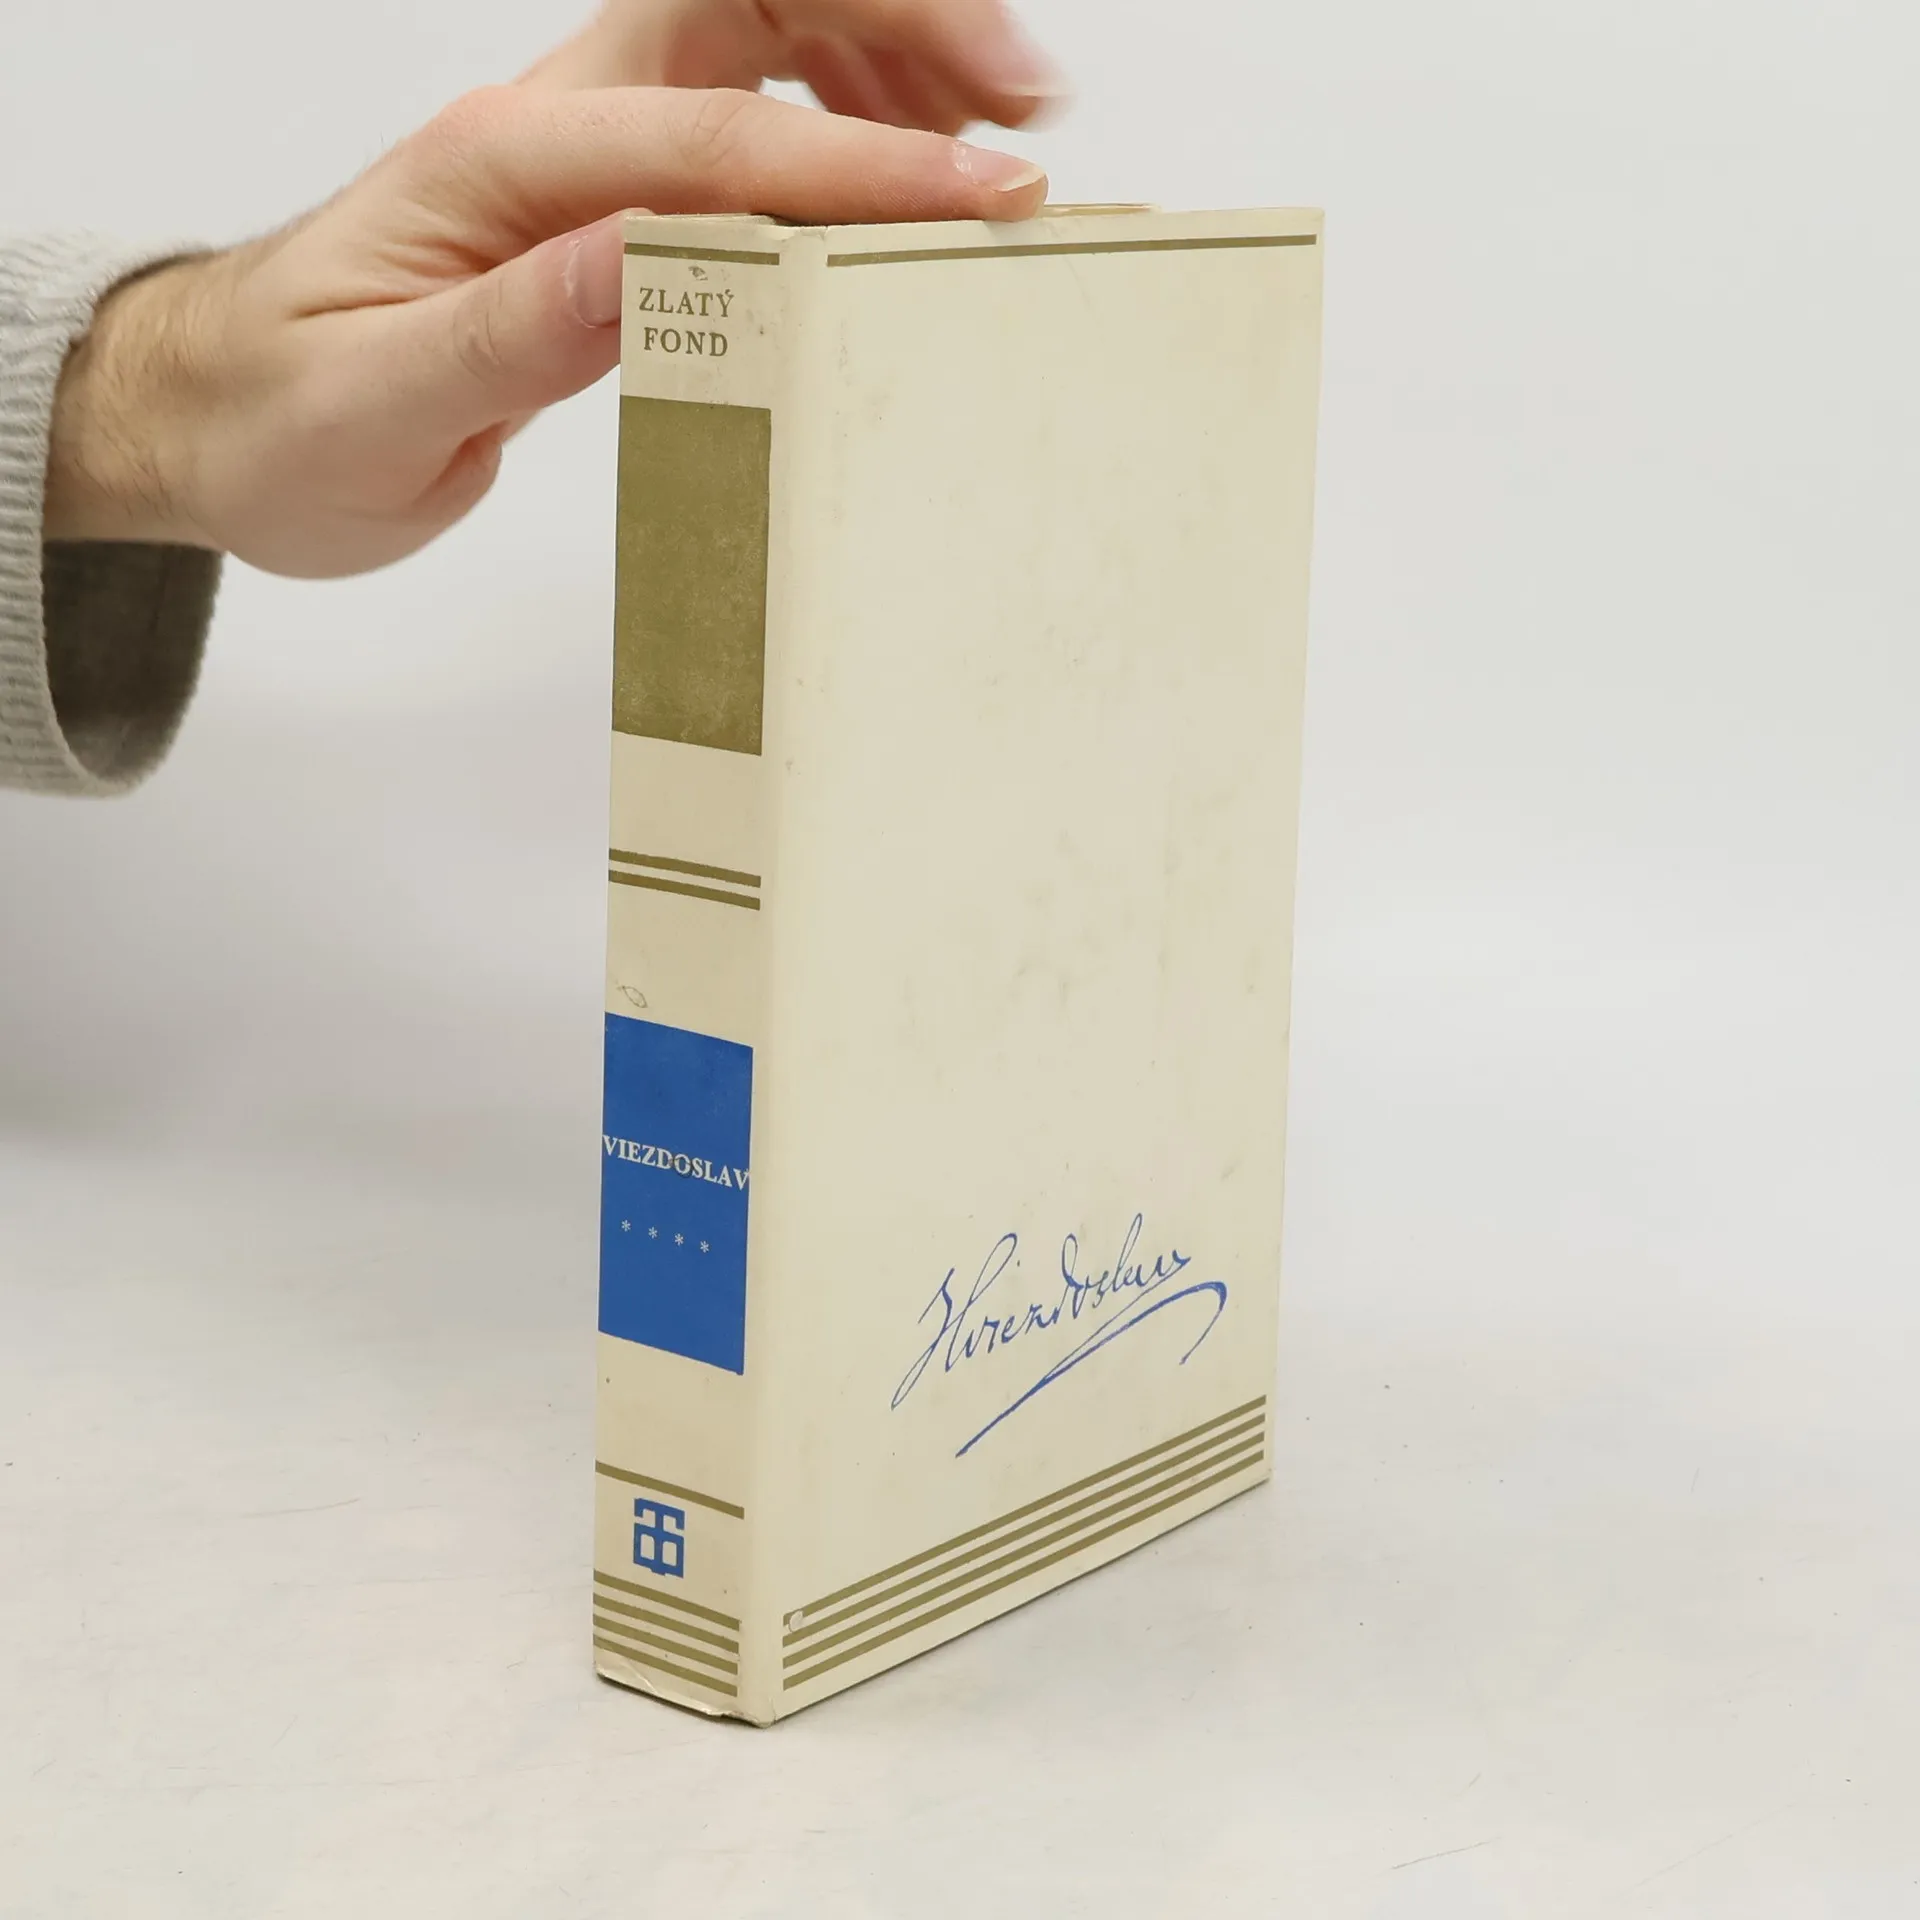 ZLATÝ
FOND
VIEZDOSLAV
* * * *
Hviezdoslav